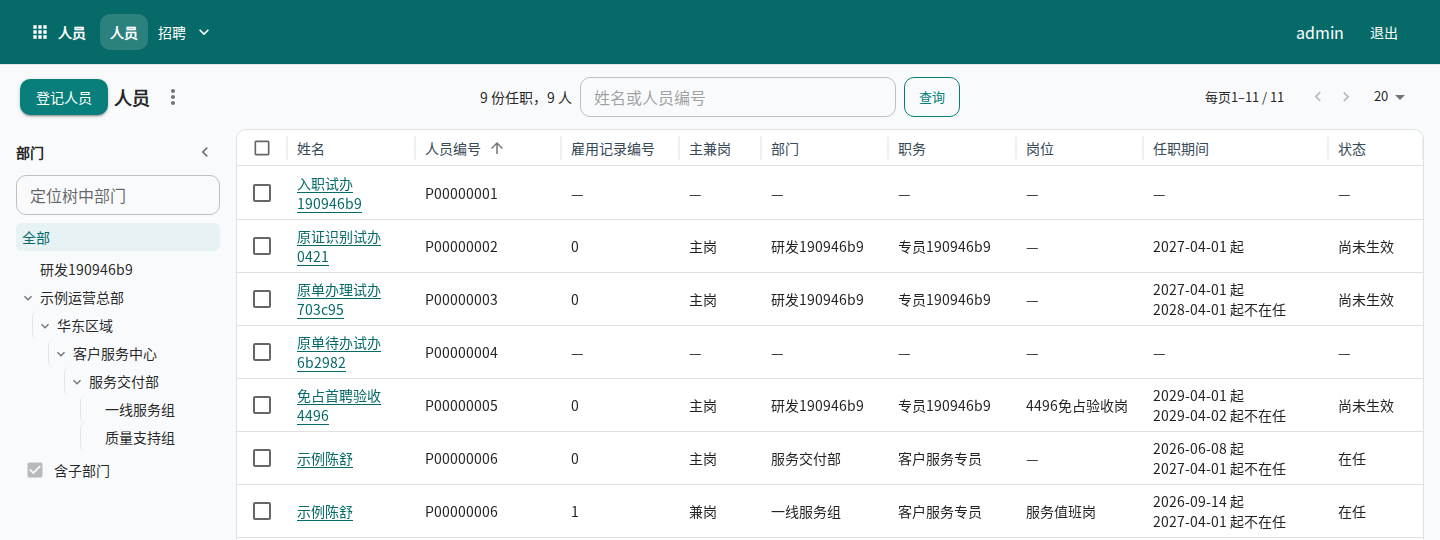 人员 人员 招聘 admin 退出
登记人员 人员 9 份任职，9 人 姓名或人员编号 查询 每页1–11 / 11 20
部门
定位树中部门
全部
研发190946b9
示例运营总部
华东区域
客户服务中心
服务交付部
一线服务组
质量支持组
含子部门
姓名 人员编号 雇用记录编号 主兼岗 部门 职务 岗位 任职期间 状态
入职试办
190946b9 P00000001 — — — — — — —
原证识别试办
0421 P00000002 0 主岗 研发190946b9 专员190946b9 — 2027-04-01 起 尚未生效
原单办理试办
703c95 P00000003 0 主岗 研发190946b9 专员190946b9 — 2027-04-01 起
2028-04-01 起不在任 尚未生效
原单待办试办
6b2982 P00000004 — — — — — — —
免占首聘验收
4496 P00000005 0 主岗 研发190946b9 专员190946b9 4496免占验收岗 2029-04-01 起
2029-04-02 起不在任 尚未生效
示例陈舒 P00000006 0 主岗 服务交付部 客户服务专员 — 2026-06-08 起
2027-04-01 起不在任 在任
示例陈舒 P00000006 1 兼岗 一线服务组 客户服务专员 服务值班岗 2026-09-14 起
2027-04-01 起不在任 在任